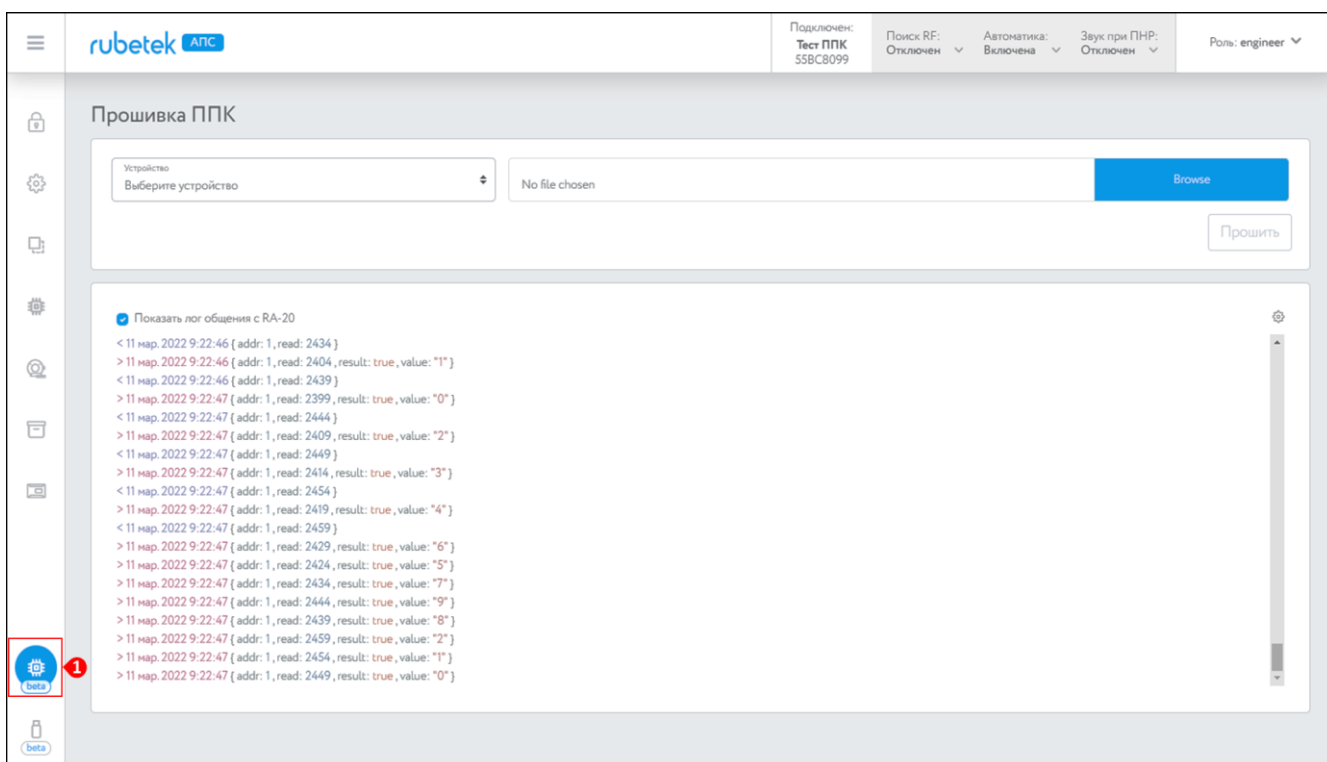 rubetek АПС
Подключен:
Тест ППК
55BC8099
Поиск RF:
Отключен
Автоматика:
Включена
Звук при ПНР:
Отключен
Роль: engineer
Прошивка ППК
Устройство
Выберите устройство
No file chosen
Browse
Прошить
Показать лог общения с RA-20
< 11 мар. 2022 9:22:46 { addr: 1 , read: 2434 }
> 11 мар. 2022 9:22:46 { addr: 1 , read: 2404 , result: true , value: "1" }
< 11 мар. 2022 9:22:46 { addr: 1 , read: 2439 }
> 11 мар. 2022 9:22:47 { addr: 1 , read: 2399 , result: true , value: "0" }
< 11 мар. 2022 9:22:47 { addr: 1 , read: 2444 }
> 11 мар. 2022 9:22:47 { addr: 1 , read: 2409 , result: true , value: "2" }
< 11 мар. 2022 9:22:47 { addr: 1 , read: 2449 }
> 11 мар. 2022 9:22:47 { addr: 1 , read: 2414 , result: true , value: "3" }
< 11 мар. 2022 9:22:47 { addr: 1 , read: 2454 }
> 11 мар. 2022 9:22:47 { addr: 1 , read: 2419 , result: true , value: "4" }
< 11 мар. 2022 9:22:47 { addr: 1 , read: 2459 }
> 11 мар. 2022 9:22:47 { addr: 1 , read: 2429 , result: true , value: "6" }
> 11 мар. 2022 9:22:47 { addr: 1 , read: 2424 , result: true , value: "5" }
> 11 мар. 2022 9:22:47 { addr: 1 , read: 2434 , result: true , value: "7" }
> 11 мар. 2022 9:22:47 { addr: 1 , read: 2444 , result: true , value: "9" }
> 11 мар. 2022 9:22:47 { addr: 1 , read: 2439 , result: true , value: "8" }
> 11 мар. 2022 9:22:47 { addr: 1 , read: 2459 , result: true , value: "2" }
> 11 мар. 2022 9:22:47 { addr: 1 , read: 2454 , result: true , value: "1" }
> 11 мар. 2022 9:22:47 { addr: 1 , read: 2449 , result: true , value: "0" }
1
beta
beta